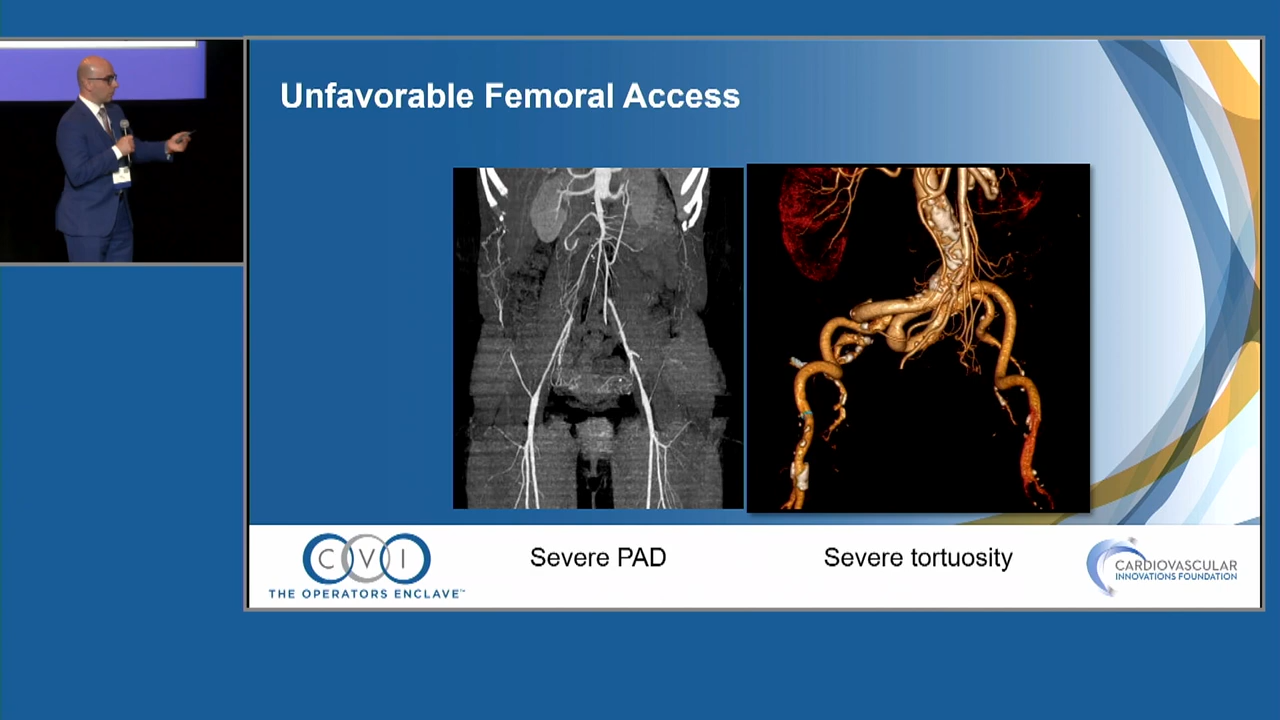 Unfavorable Femoral Access
Severe PAD
Severe tortuosity
CVI
THE OPERATORS ENCLAVE™
CARDIOVASCULAR
INNOVATIONS FOUNDATION